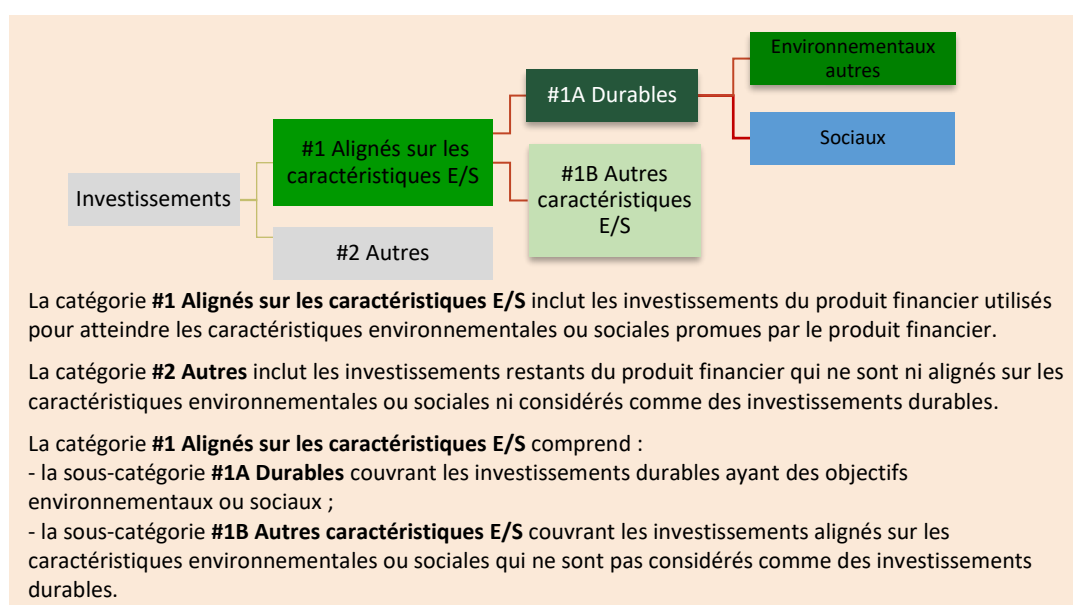 Environnementaux
autres
#1A Durables
Sociaux
#1 Alignés sur les
caractéristiques E/S
#1B Autres
caractéristiques
E/S
Investissements
#2 Autres
La catégorie #1 Alignés sur les caractéristiques E/S inclut les investissements du produit financier utilisés
pour atteindre les caractéristiques environnementales ou sociales promues par le produit financier.
La catégorie #2 Autres inclut les investissements restants du produit financier qui ne sont ni alignés sur les
caractéristiques environnementales ou sociales ni considérés comme des investissements durables.
La catégorie #1 Alignés sur les caractéristiques E/S comprend :
- la sous-catégorie #1A Durables couvrant les investissements durables ayant des objectifs
environnementaux ou sociaux ;
- la sous-catégorie #1B Autres caractéristiques E/S couvrant les investissements alignés sur les
caractéristiques environnementales ou sociales qui ne sont pas considérés comme des investissements
durables.